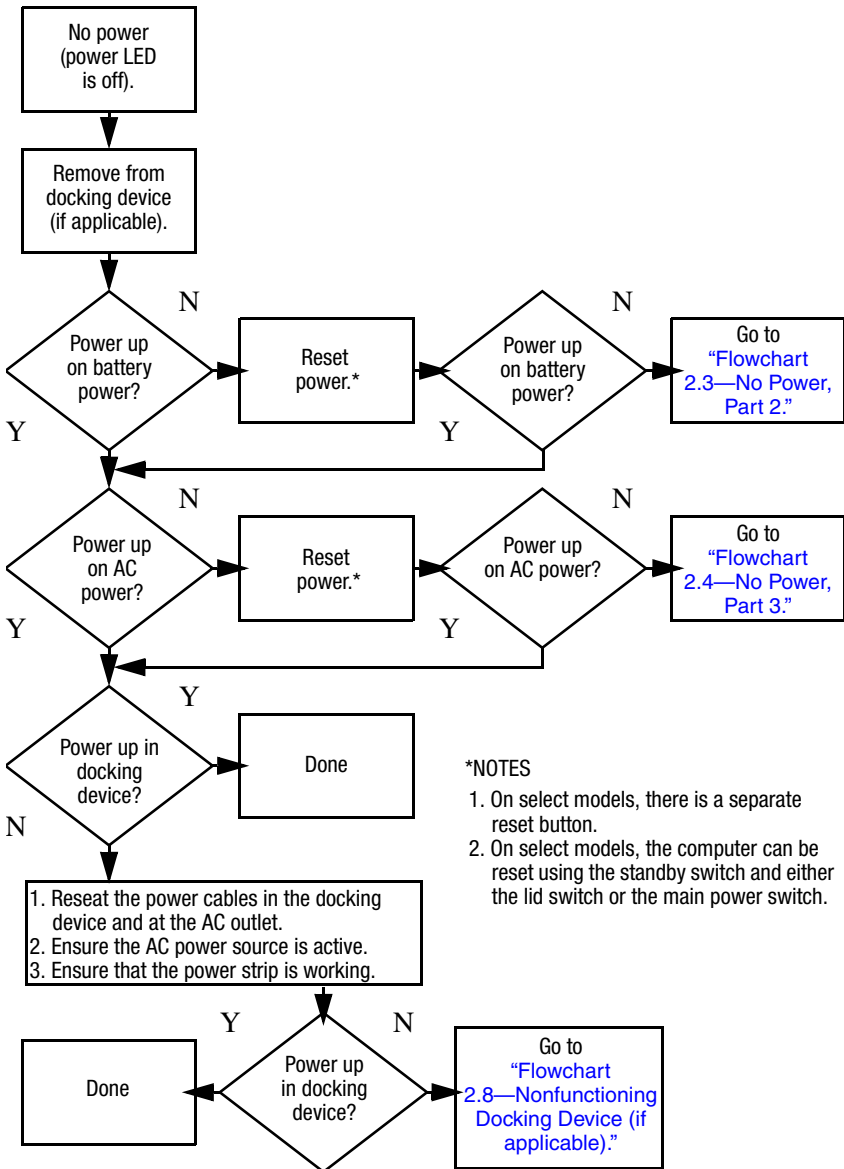 No power
(power LED
is off).
Remove from
docking device
(if applicable).
N
N
Power up
on battery
power?
Reset
power.*
Power up
on battery
power?
Go to
“Flowchart
2.3—No Power,
Part 2.”
Y
Y
N
N
Power up
on AC
power?
Reset
power.*
Power up
on AC power?
Go to
“Flowchart
2.4—No Power,
Part 3.”
Y
Y
Y
Power up in
docking
device?
Done
N
*NOTES
1. On select models, there is a separate
reset button.
2. On select models, the computer can be
reset using the standby switch and either
the lid switch or the main power switch.
1. Reseat the power cables in the docking
device and at the AC outlet.
2. Ensure the AC power source is active.
3. Ensure that the power strip is working.
Y
N
Done
Power up
in docking
device?
Go to
“Flowchart
2.8—Nonfunctioning
Docking Device (if
applicable).”